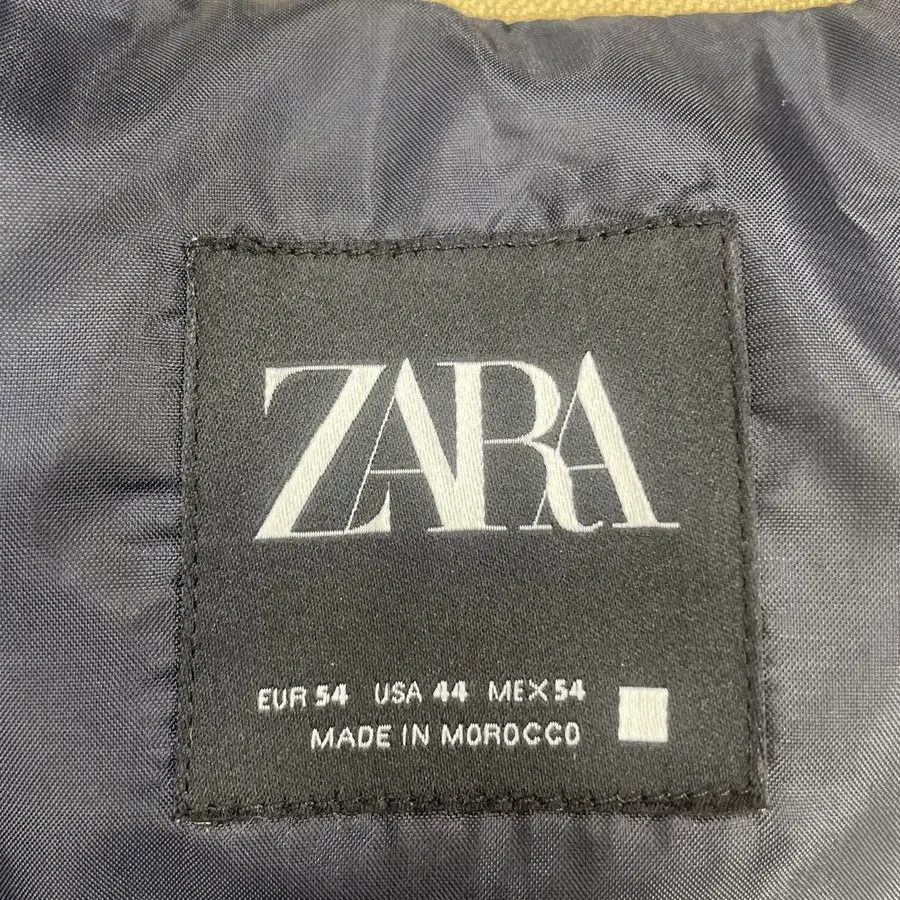 ZARA
EUR 54 USA 44 MEX 54
MADE IN MOROCCO